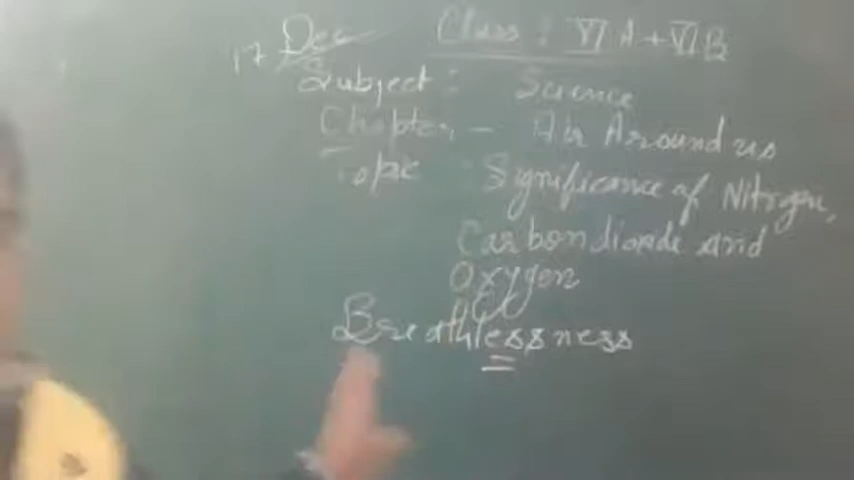 17 Dec Class : VI A + VI B
Subject : Science
Chapter - Air Around us
Topic : Significance of Nitrogen,
Carbondioxide and
Oxygen
Breathlessness